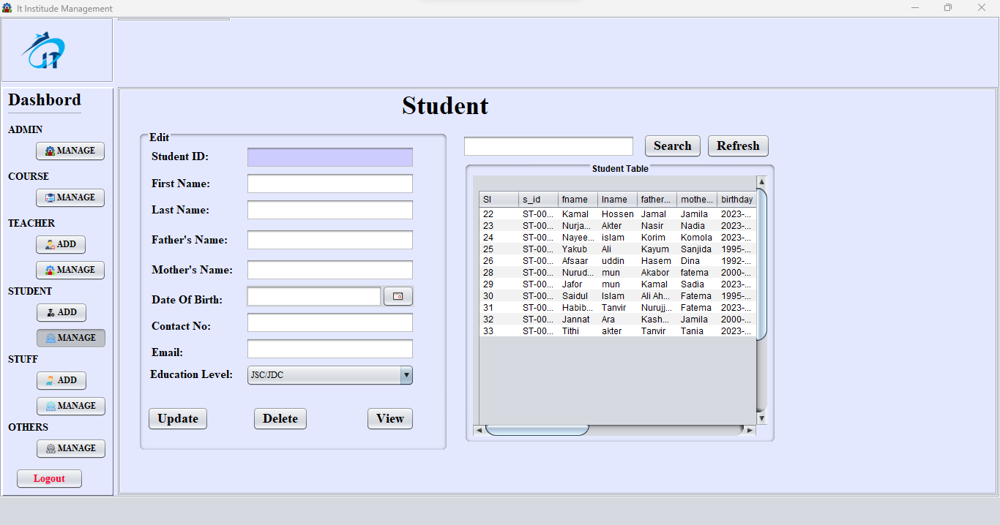 It Institude Management
IT
Dashbord
ADMIN
MANAGE
COURSE
MANAGE
TEACHER
ADD
MANAGE
STUDENT
ADD
MANAGE
STUFF
ADD
MANAGE
OTHERS
MANAGE
Logout
Student
Edit
Student ID:
First Name:
Last Name:
Father's Name:
Mother's Name:
Date Of Birth:
Contact No:
Email:
Education Level: JSC/JDC
Update Delete View
Search Refresh
Student Table
Sl s_id fname lname father... mothe... birthday
22 ST-00... Kamal Hossen Jamal Jamila 2023-...
23 ST-00... Nurja... Akter Nasir Nadia 2023-...
24 ST-00... Nayee... islam Korim Komola 2023-...
25 ST-00... Yakub Ali Kayum Sanjida 1995-...
26 ST-00... Afsaar uddin Hasem Dina 1992-...
28 ST-00... Nurud... mun Akabor fatema 2000-...
29 ST-00... Jafor mun Kamal Sadia 2023-...
30 ST-00... Saidul Islam Ali Ah... Fatema 1995-...
31 ST-00... Habib... Tanvir Nurujj... Fatema 2023-...
32 ST-00... Jannat Ara Kash... Jamila 2000-...
33 ST-00... Tithi akter Tanvir Tania 2023-...